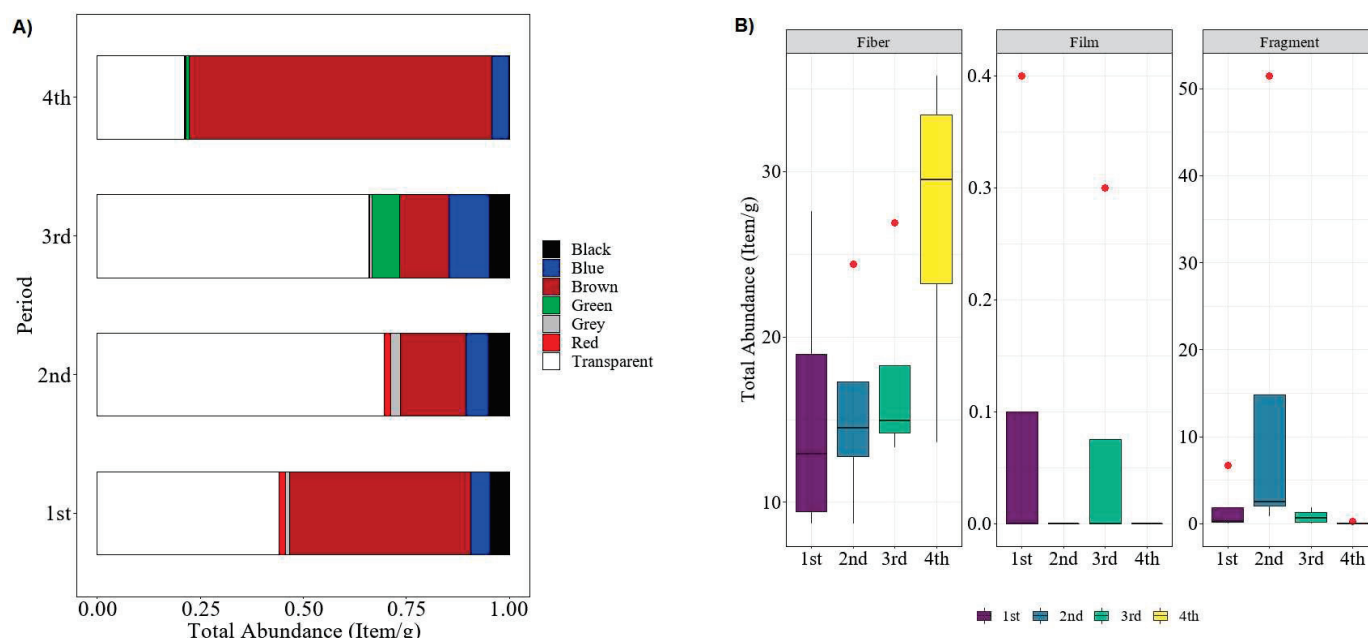 A)
4th
3rd
2nd
1st
Period
0.00 0.25 0.50 0.75 1.00
Total Abundance (Item/g)
Black
Blue
Brown
Green
Grey
Red
Transparent
B)
Fiber Film Fragment
Total Abundance (Item/g)
30
20
10
0.4
0.3
0.2
0.1
0.0
50
40
30
20
10
0
1st 2nd 3rd 4th
1st 2nd 3rd 4th
1st 2nd 3rd 4th
1st 2nd 3rd 4th